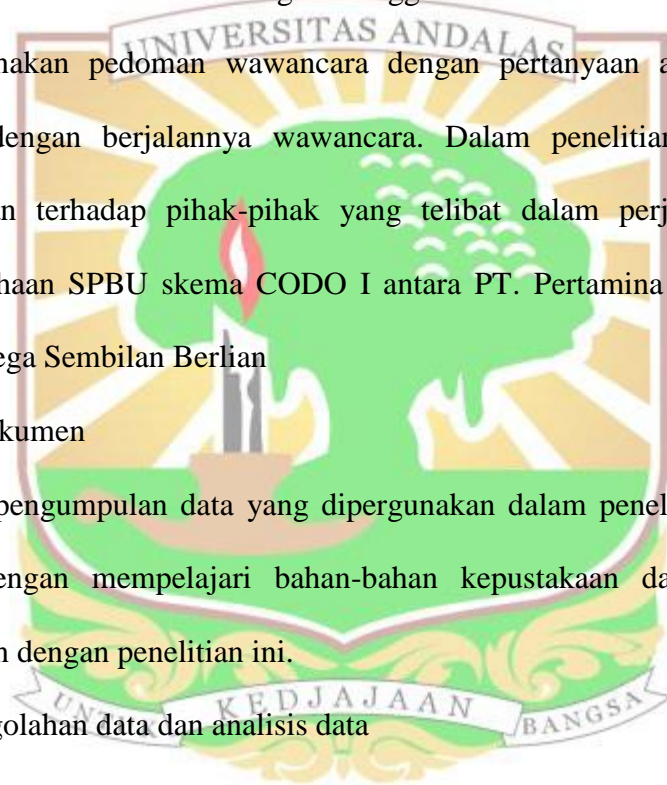 UNIVERSITAS ANDALAS
nakan pedoman wawancara dengan pertanyaan a
dengan berjalannya wawancara. Dalam penelitian
n terhadap pihak-pihak yang telibat dalam perj
haan SPBU skema CODO I antara PT. Pertamina
ega Sembilan Berlian
kumen
pengumpulan data yang dipergunakan dalam penel
engan mempelajari bahan-bahan kepustakaan da
n dengan penelitian ini.
golahan data dan analisis data
UNTUK KEDJAJAAN BANGSA